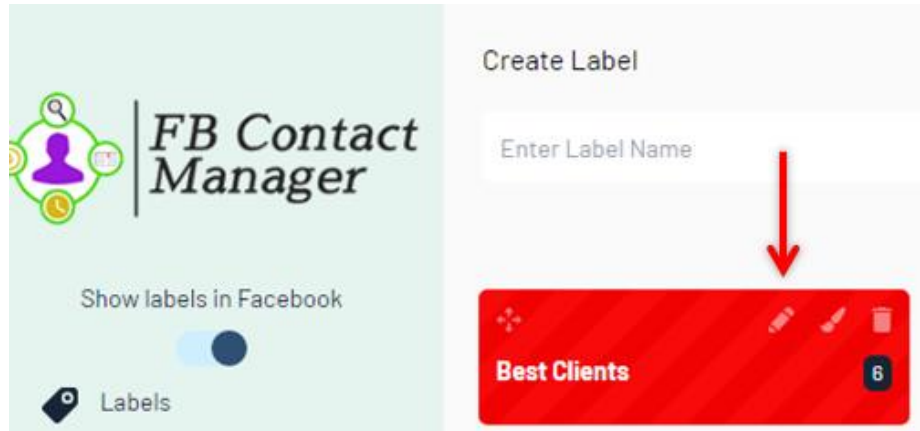 FB Contact
Manager
Show labels in Facebook
Labels
Create Label
Enter Label Name
Best Clients
6